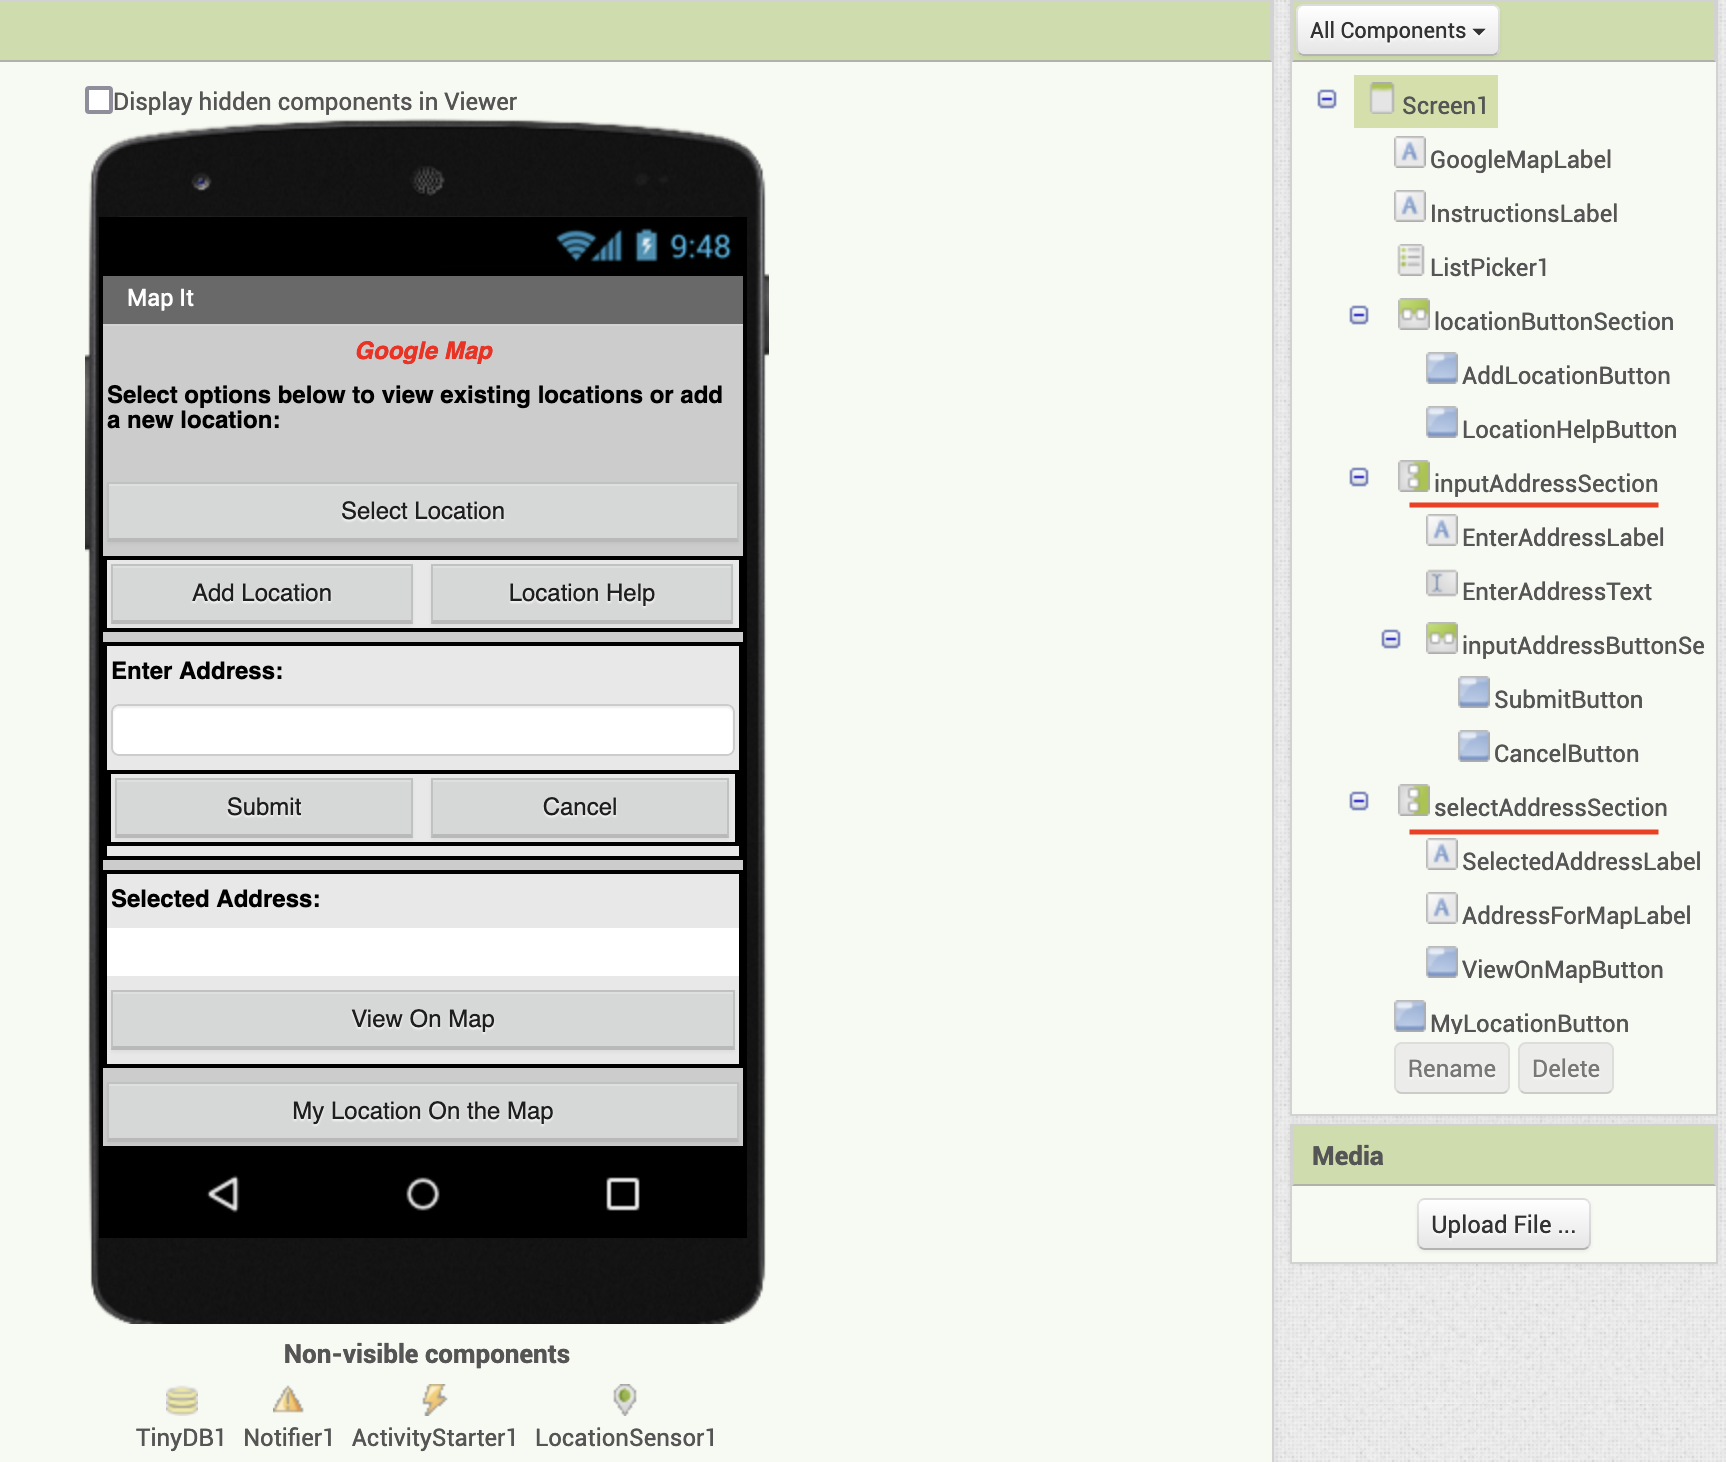 All Components
Display hidden components in Viewer
9:48
Map It
Google Map
Select options below to view existing locations or add
a new location:
Select Location
Add Location
Location Help
Enter Address:
Submit
Cancel
Selected Address:
View On Map
My Location On the Map
Non-visible components
TinyDB1
Notifier1
ActivityStarter1
LocationSensor1
Screen1
A GoogleMapLabel
A InstructionsLabel
ListPicker1
locationButtonSection
AddLocationButton
LocationHelpButton
inputAddressSection
A EnterAddressLabel
EnterAddressText
inputAddressButtonSe
SubmitButton
CancelButton
selectAddressSection
A SelectedAddressLabel
A AddressForMapLabel
ViewOnMapButton
MyLocationButton
Rename
Delete
Media
Upload File ...